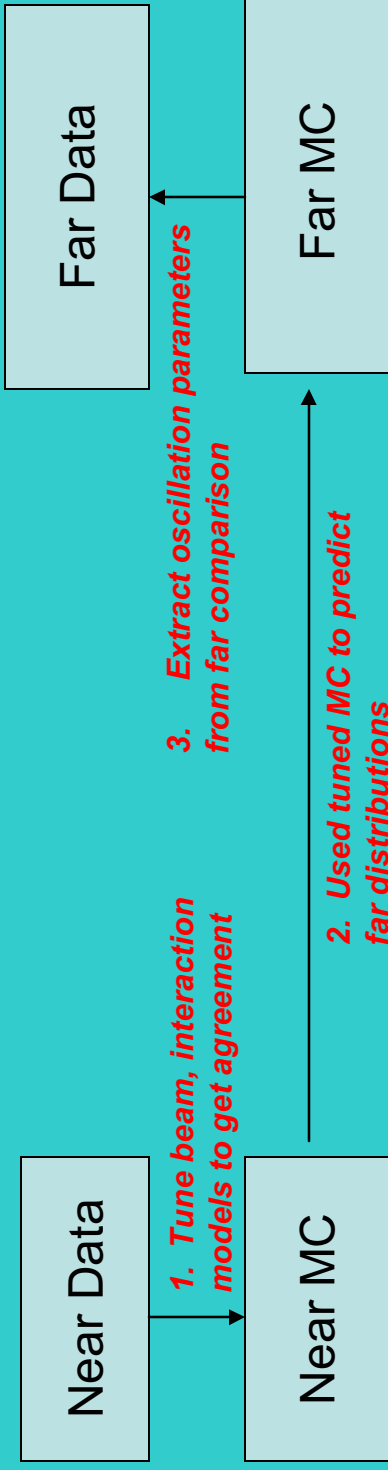 Near Data
Far Data
1. Tune beam, interaction
models to get agreement
3. Extract oscillation parameters
from far comparison
Near MC
2. Used tuned MC to predict
far distributions
Far MC